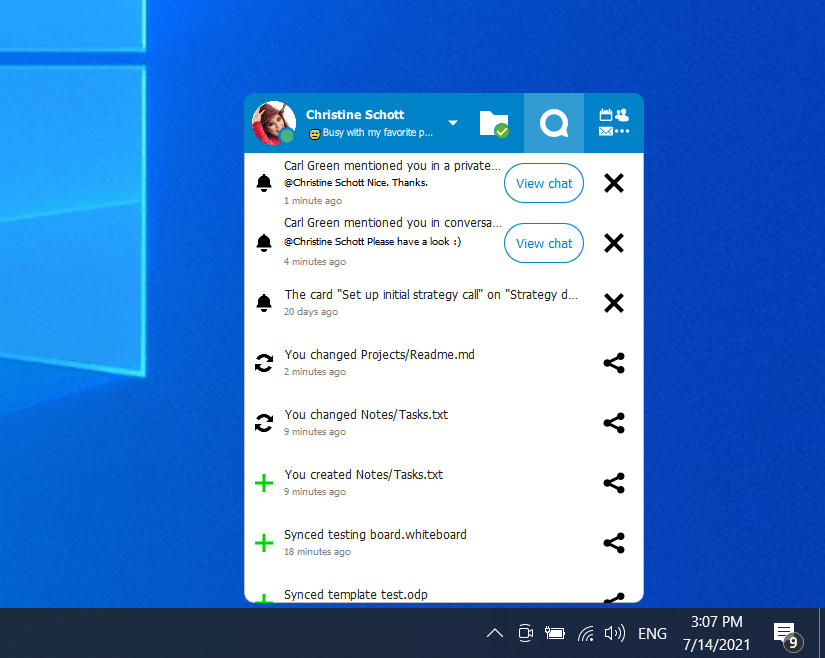 Christine Schott
Busy with my favorite p...
Carl Green mentioned you in a private...
@Christine Schott Nice. Thanks.
1 minute ago
View chat
Carl Green mentioned you in conversa...
@Christine Schott Please have a look :)
4 minutes ago
View chat
The card "Set up initial strategy call" on "Strategy d...
20 days ago
You changed Projects/Readme.md
2 minutes ago
You changed Notes/Tasks.txt
9 minutes ago
You created Notes/Tasks.txt
9 minutes ago
Synced testing board.whiteboard
18 minutes ago
Synced template test.odp
ENG
3:07 PM
7/14/2021
9